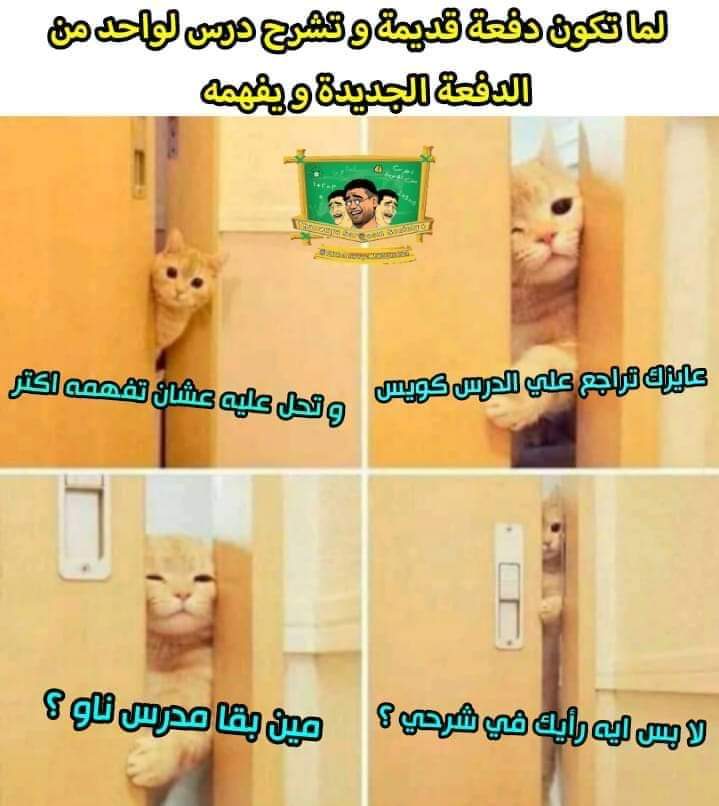 لما تكون دفعة قديمة و تشرح درس لواحد من
الدفعة الجديدة و يفهمه
عايزك تراجع علي الدرس كويس
و تحل عليه عشان تفهمه اكتر
لا بس ايه رأيك في شرحي ؟
مين بقا مدرس ناو ؟